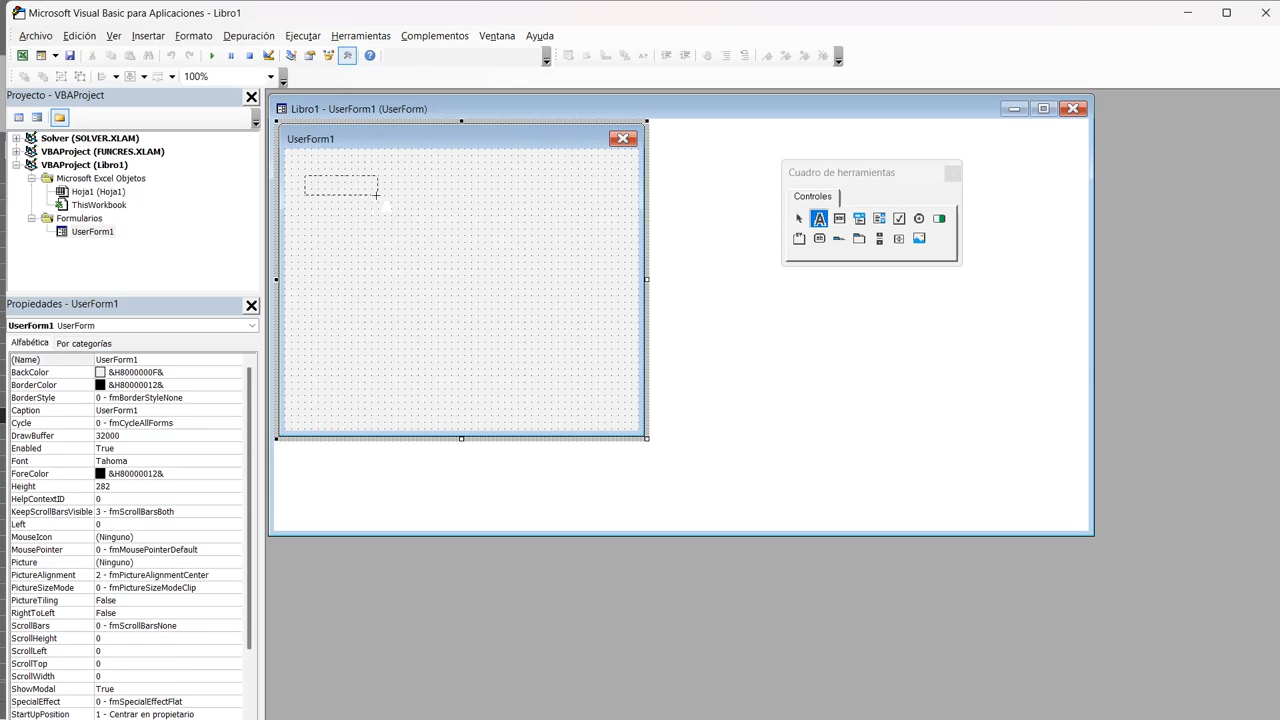 Microsoft Visual Basic para Aplicaciones - Libro1
Archivo Edición Ver Insertar Formato Depuración Ejecutar Herramientas Complementos Ventana Ayuda
100%
Proyecto - VBAProject
Solver (SOLVER.XLAM)
VBAProject (FUNCRES.XLAM)
VBAProject (Libro1)
Microsoft Excel Objetos
Hoja1 (Hoja1)
ThisWorkbook
Formularios
UserForm1
Propiedades - UserForm1
UserForm1 UserForm
Alfabética Por categorías
(Name) UserForm1
BackColor &H8000000F&
BorderColor &H80000012&
BorderStyle 0 - fmBorderStyleNone
Caption UserForm1
Cycle 0 - fmCycleAllForms
DrawBuffer 32000
Enabled True
Font Tahoma
ForeColor &H80000012&
Height 282
HelpContextID 0
KeepScrollBarsVisible 3 - fmScrollBarsBoth
Left 0
MouseIcon (Ninguno)
MousePointer 0 - fmMousePointerDefault
Picture (Ninguno)
PictureAlignment 2 - fmPictureAlignmentCenter
PictureSizeMode 0 - fmPictureSizeModeClip
PictureTiling False
RightToLeft False
ScrollBars 0 - fmScrollBarsNone
ScrollHeight 0
ScrollLeft 0
ScrollTop 0
ScrollWidth 0
ShowModal True
SpecialEffect 0 - fmSpecialEffectFlat
StartUpPosition 1 - Centrar en propietario
Libro1 - UserForm1 (UserForm)
UserForm1
Cuadro de herramientas
Controles